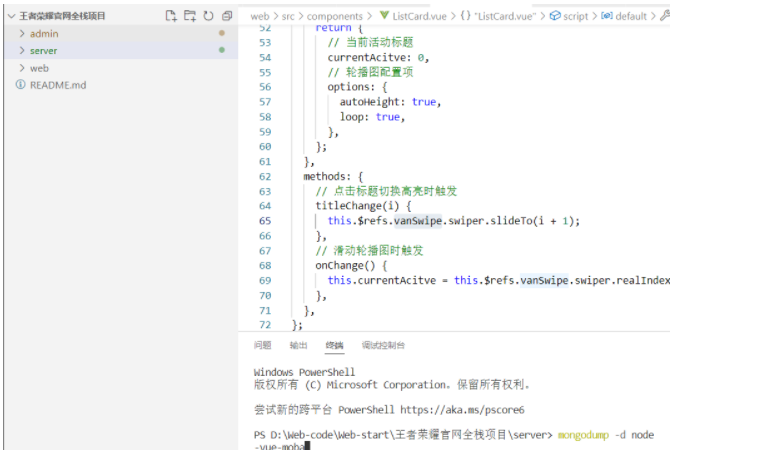 王者荣耀官网全栈项目
admin
server
web
README.md
web > src > components > ListCard.vue > {} "ListCard.vue" > script > default >
52 return {
53 // 当前活动标题
54 currentAcitve: 0,
55 // 轮播图配置项
56 options: {
57 autoHeight: true,
58 loop: true,
59 },
60 };
61 },
62 methods: {
63 // 点击标题切换高亮时触发
64 titleChange(i) {
65 this.$refs.vanSwipe.swiper.slideTo(i + 1);
66 },
67 // 滑动轮播图时触发
68 onChange() {
69 this.currentAcitve = this.$refs.vanSwipe.swiper.realIndex
70 },
71 },
72 };
问题 输出 终端 调试控制台
Windows PowerShell
版权所有 (C) Microsoft Corporation。保留所有权利。
尝试新的跨平台 PowerShell https://aka.ms/pscore6
PS D:\Web-code\Web-start\王者荣耀官网全栈项目\server> mongodump -d node
-vue-moba